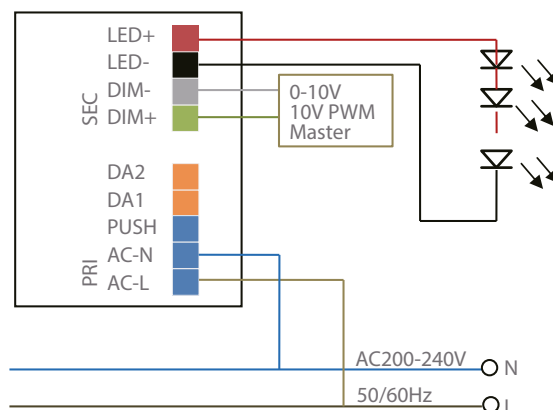 LED+
LED-
DIM-
DIM+
SEC
0-10V
10V PWM
Master
DA2
DA1
PUSH
AC-N
AC-L
PRI
AC200-240V
N
50/60Hz
L